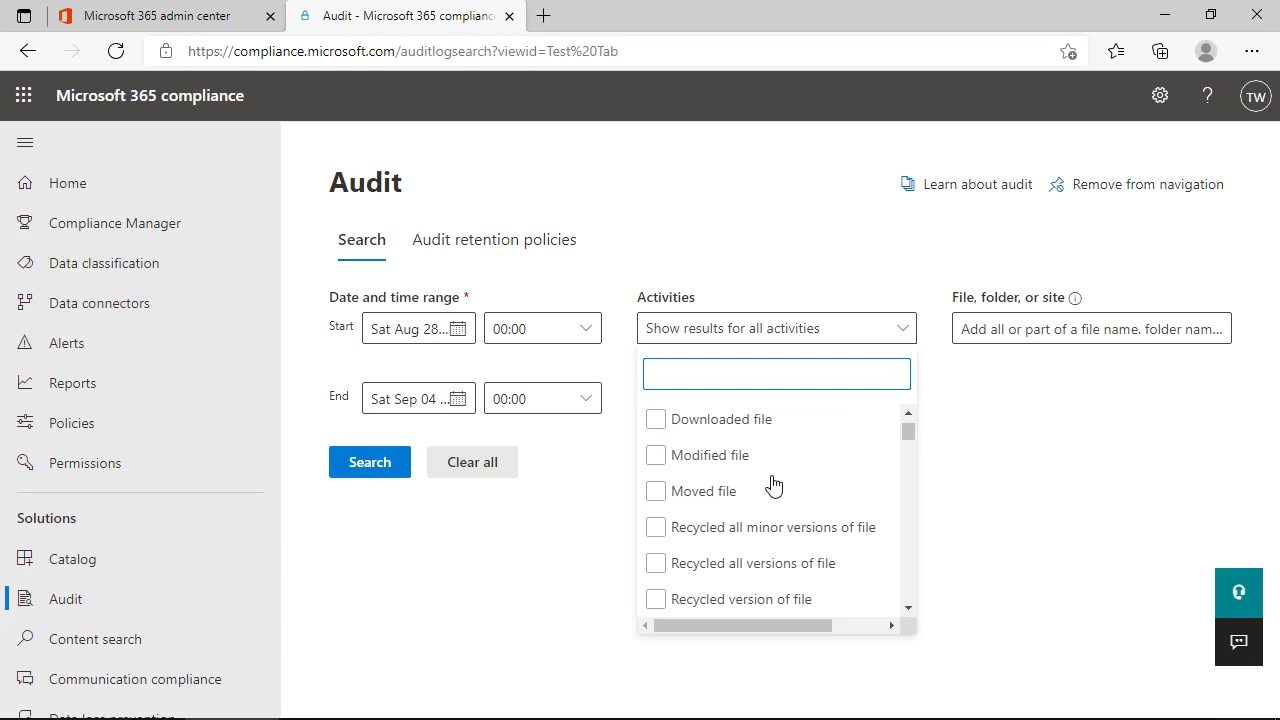 Microsoft 365 admin center
Audit - Microsoft 365 complianc
https://compliance.microsoft.com/auditlogsearch?viewid=Test%20Tab
Microsoft 365 compliance
TW
Home
Compliance Manager
Data classification
Data connectors
Alerts
Reports
Policies
Permissions
Solutions
Catalog
Audit
Content search
Communication compliance
Data loss prevention
Audit
Learn about audit
Remove from navigation
Search
Audit retention policies
Date and time range *
Start
Sat Aug 28...
00:00
End
Sat Sep 04 ...
00:00
Search
Clear all
Activities
Show results for all activities
Downloaded file
Modified file
Moved file
Recycled all minor versions of file
Recycled all versions of file
Recycled version of file
File, folder, or site
Add all or part of a file name. folder nam...